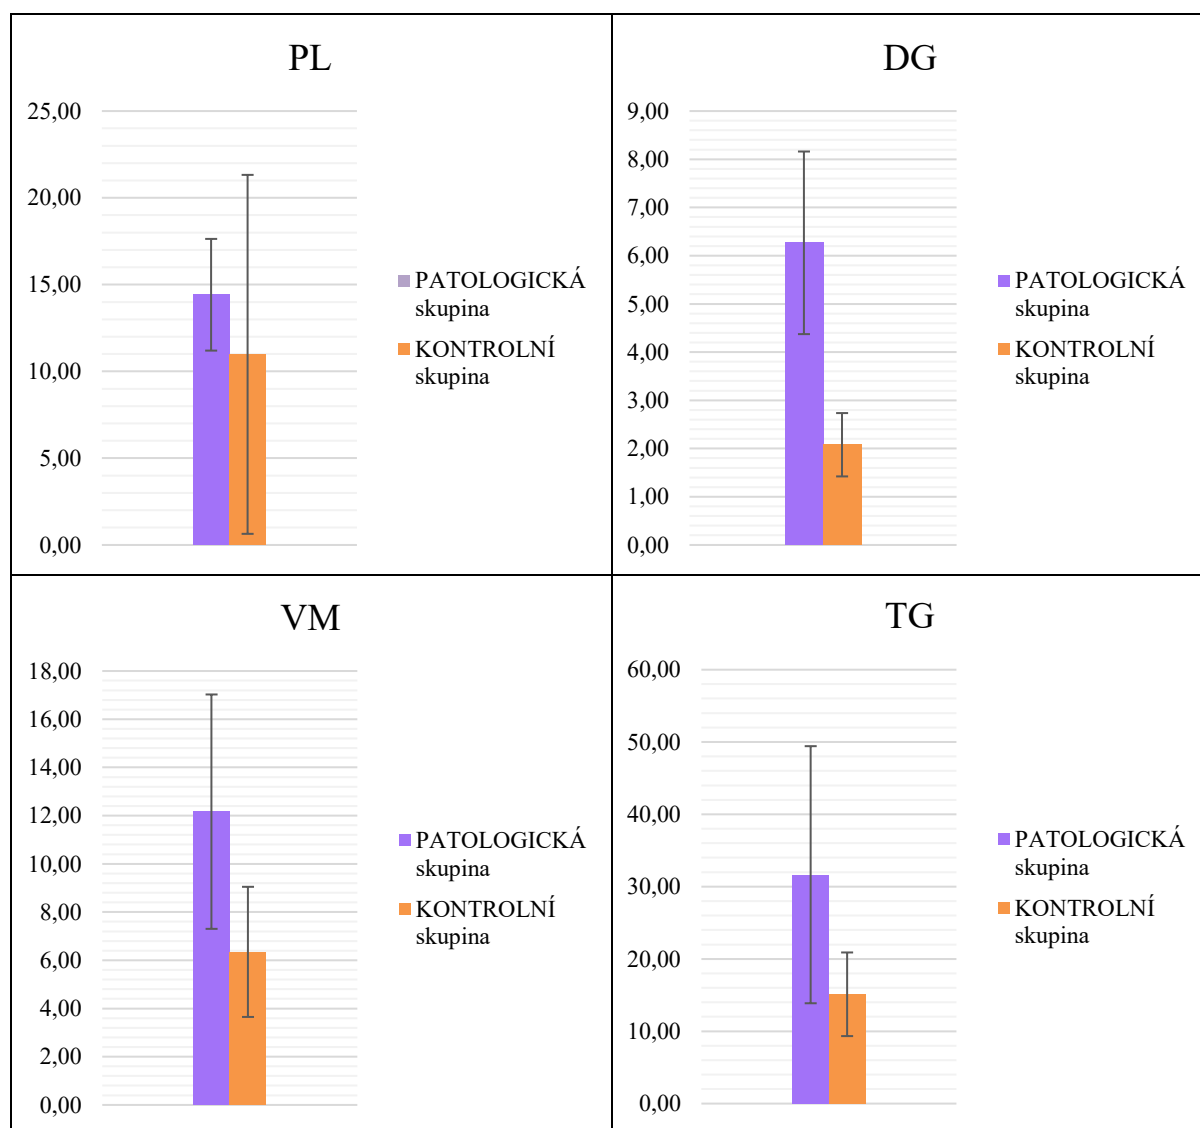 PL
25,00
20,00
15,00
10,00
5,00
0,00
PATOLOGICKÁ
skupina
KONTROLNÍ
skupina
DG
9,00
8,00
7,00
6,00
5,00
4,00
3,00
2,00
1,00
0,00
PATOLOGICKÁ
skupina
KONTROLNÍ
skupina
VM
18,00
16,00
14,00
12,00
10,00
8,00
6,00
4,00
2,00
0,00
PATOLOGICKÁ
skupina
KONTROLNÍ
skupina
TG
60,00
50,00
40,00
30,00
20,00
10,00
0,00
PATOLOGICKÁ
skupina
KONTROLNÍ
skupina